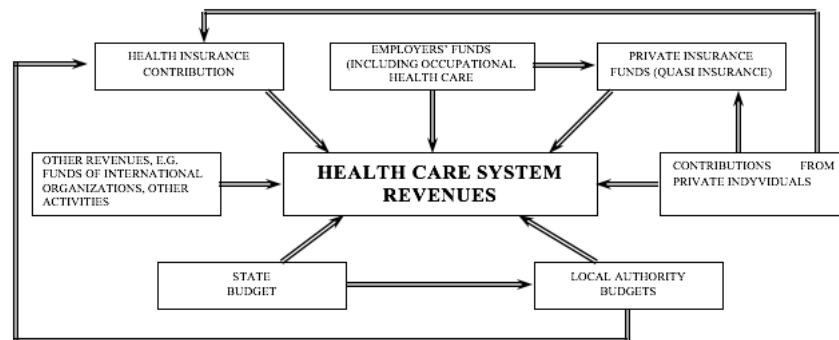 HEALTH INSURANCE
CONTRIBUTION
EMPLOYERS' FUNDS
(INCLUDING OCCUPATIONAL
HEALTH CARE
PRIVATE INSURANCE
FUNDS (QUASI INSURANCE)
OTHER REVENUES, E.G.
FUNDS OF INTERNATIONAL
ORGANIZATIONS, OTHER
ACTIVITIES
HEALTH CARE SYSTEM
REVENUES
CONTRIBUTIONS FROM
PRIVATE INDYVIDUALS
STATE
BUDGET
LOCAL AUTHORITY
BUDGETS